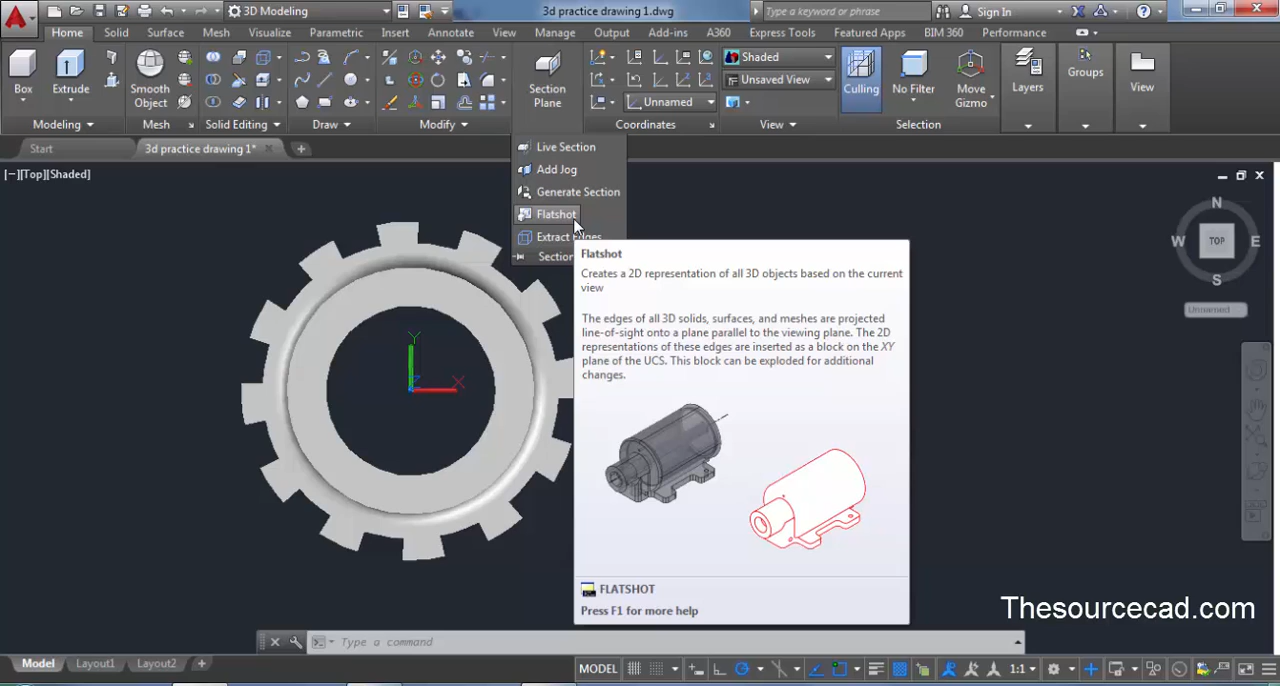 3D Modeling
3d practice drawing 1.dwg
Type a keyword or phrase
Sign In
Home Solid Surface Mesh Visualize Parametric Insert Annotate View Manage Output Add-ins A360 Express Tools Featured Apps BIM 360 Performance
Box
Extrude
Smooth
Object
Section
Plane
Shaded
Unsaved View
Unnamed
Culling
No Filter
Move
Gizmo
Layers
Groups
View
Modeling
Mesh
Solid Editing
Draw
Modify
Coordinates
View
Selection
Start
3d practice drawing 1*
[−][Top][Shaded]
Live Section
Add Jog
Generate Section
Flatshot
Extract Edges
Section
Flatshot
Creates a 2D representation of all 3D objects based on the current
view
The edges of all 3D solids, surfaces, and meshes are projected
line-of-sight onto a plane parallel to the viewing plane. The 2D
representations of these edges are inserted as a block on the XY
plane of the UCS. This block can be exploded for additional
changes.
FLATSHOT
Press F1 for more help
N
W TOP E
S
Unnamed
Y
X
Z
Thesourcecad.com
Type a command
Model Layout1 Layout2 +
MODEL
1:1